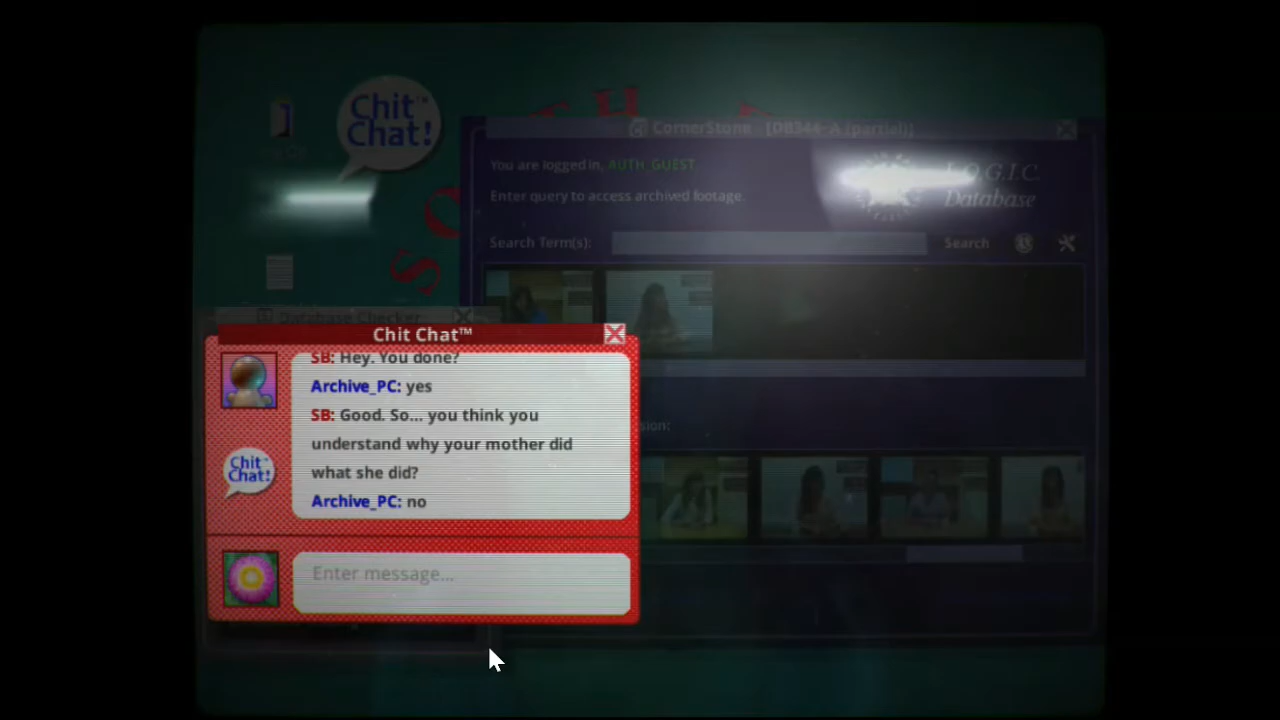 Chit™
Chat!
CornerStone [DB344-A (partial)]
You are logged in, AUTH_GUEST
Enter query to access archived footage.
L.O.G.I.C.
Database
Search Term(s):
Search
Database Checker
Chit Chat™
SB: Hey. You done?
Archive_PC: yes
SB: Good. So... you think you
understand why your mother did
what she did?
Chit
Chat!
Archive_PC: no
Enter message...